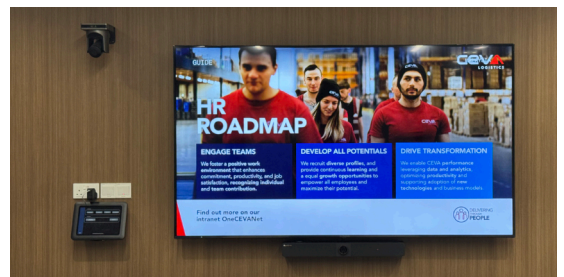 GUIDE
CEVA
LOGISTICS
HR
ROADMAP
ENGAGE TEAMS
We foster a positive work
environment that enhances
commitment, productivity, and job
satisfaction, recognising individual
and team contribution.
DEVELOP ALL POTENTIALS
We recruit diverse profiles, and
provide continuous learning and
a equal growth opportunities to
empower all employees and
maximize their potential.
DRIVE TRANSFORMATION
We enable CEVA performance
leveraging data and analytics,
optimising productivity and
supporting adoption of new
technologies and business models.
Find out more on our
intranet OneCEVANet
DELIVERING
PEOPLE